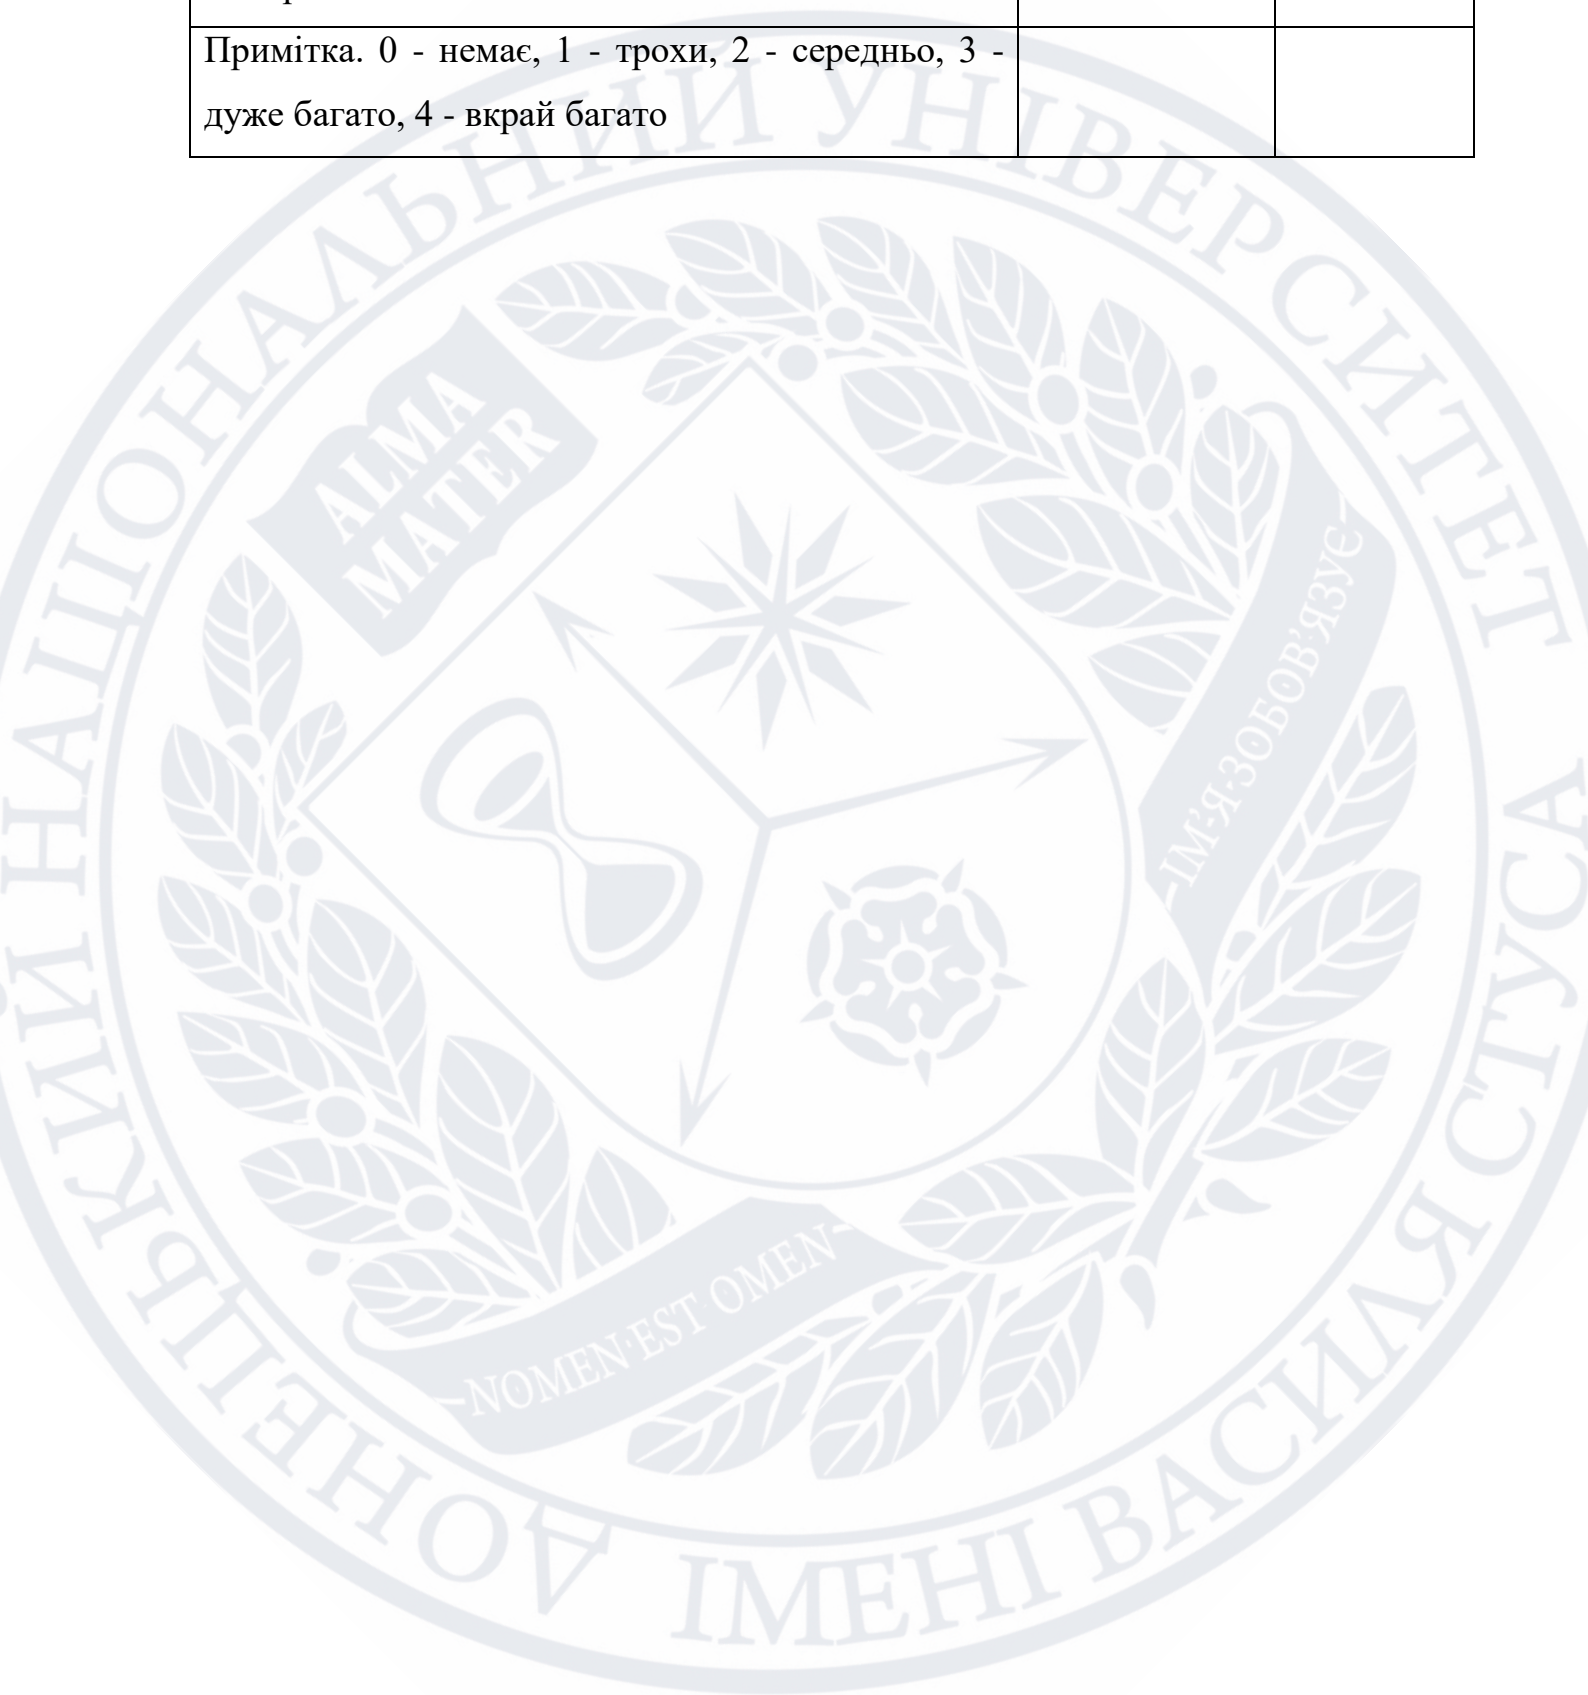 Примітка. 0 - немає, 1 - трохи, 2 - середньо, 3 -
дуже багато, 4 - вкрай багато
ДОНЕЦЬКИЙ НАЦІОНАЛЬНИЙ УНІВЕРСИТЕТ
ІМЕНІ ВАСИЛЯ СТУСА
ALMA
MATER
ІМ'Я·ЗОБОВ'ЯЗУЄ
NOMEN·EST·OMEN